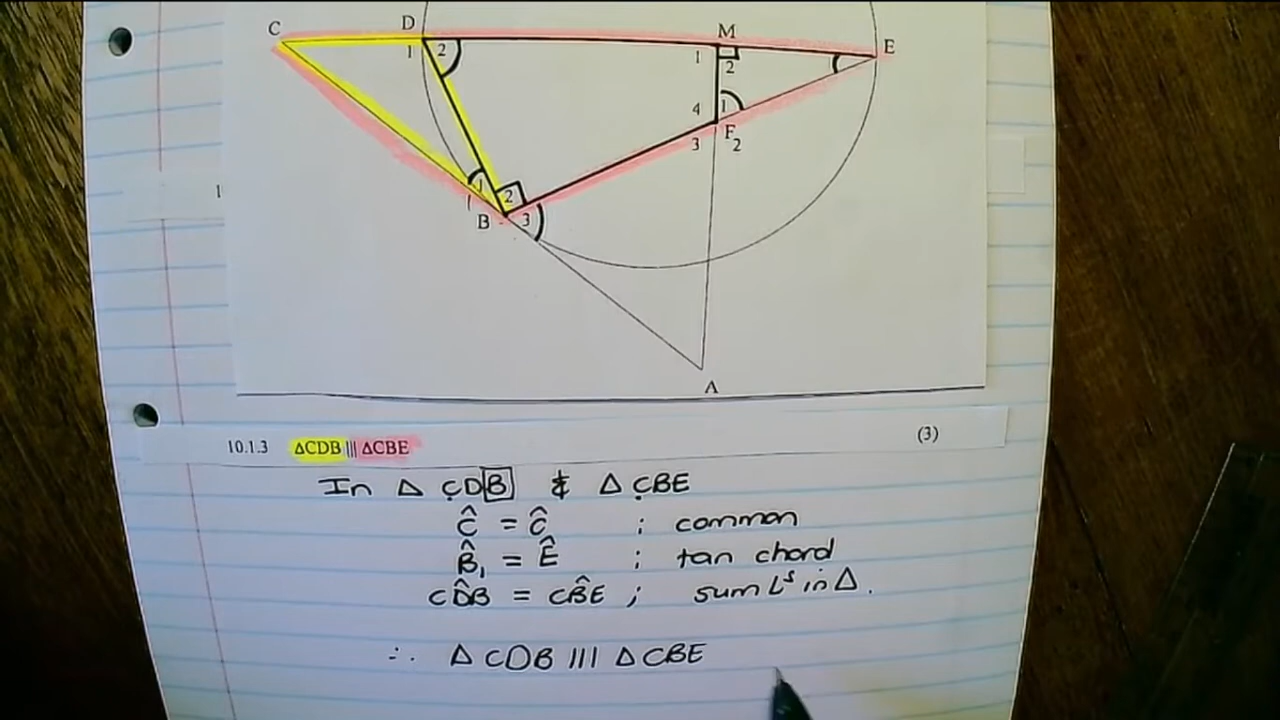 C D M E
1 2 1 2
4 1
F
3 2
1
1 2
B 3
A
10.1.3 ΔCDB ||| ΔCBE (3)
In Δ CDB & Δ CBE
Ĉ = Ĉ ; common
B̂₁ = Ê ; tan chord
CD̂B = CB̂E ; sum ∠ˢ in Δ.
∴ Δ CDB ||| Δ CBE